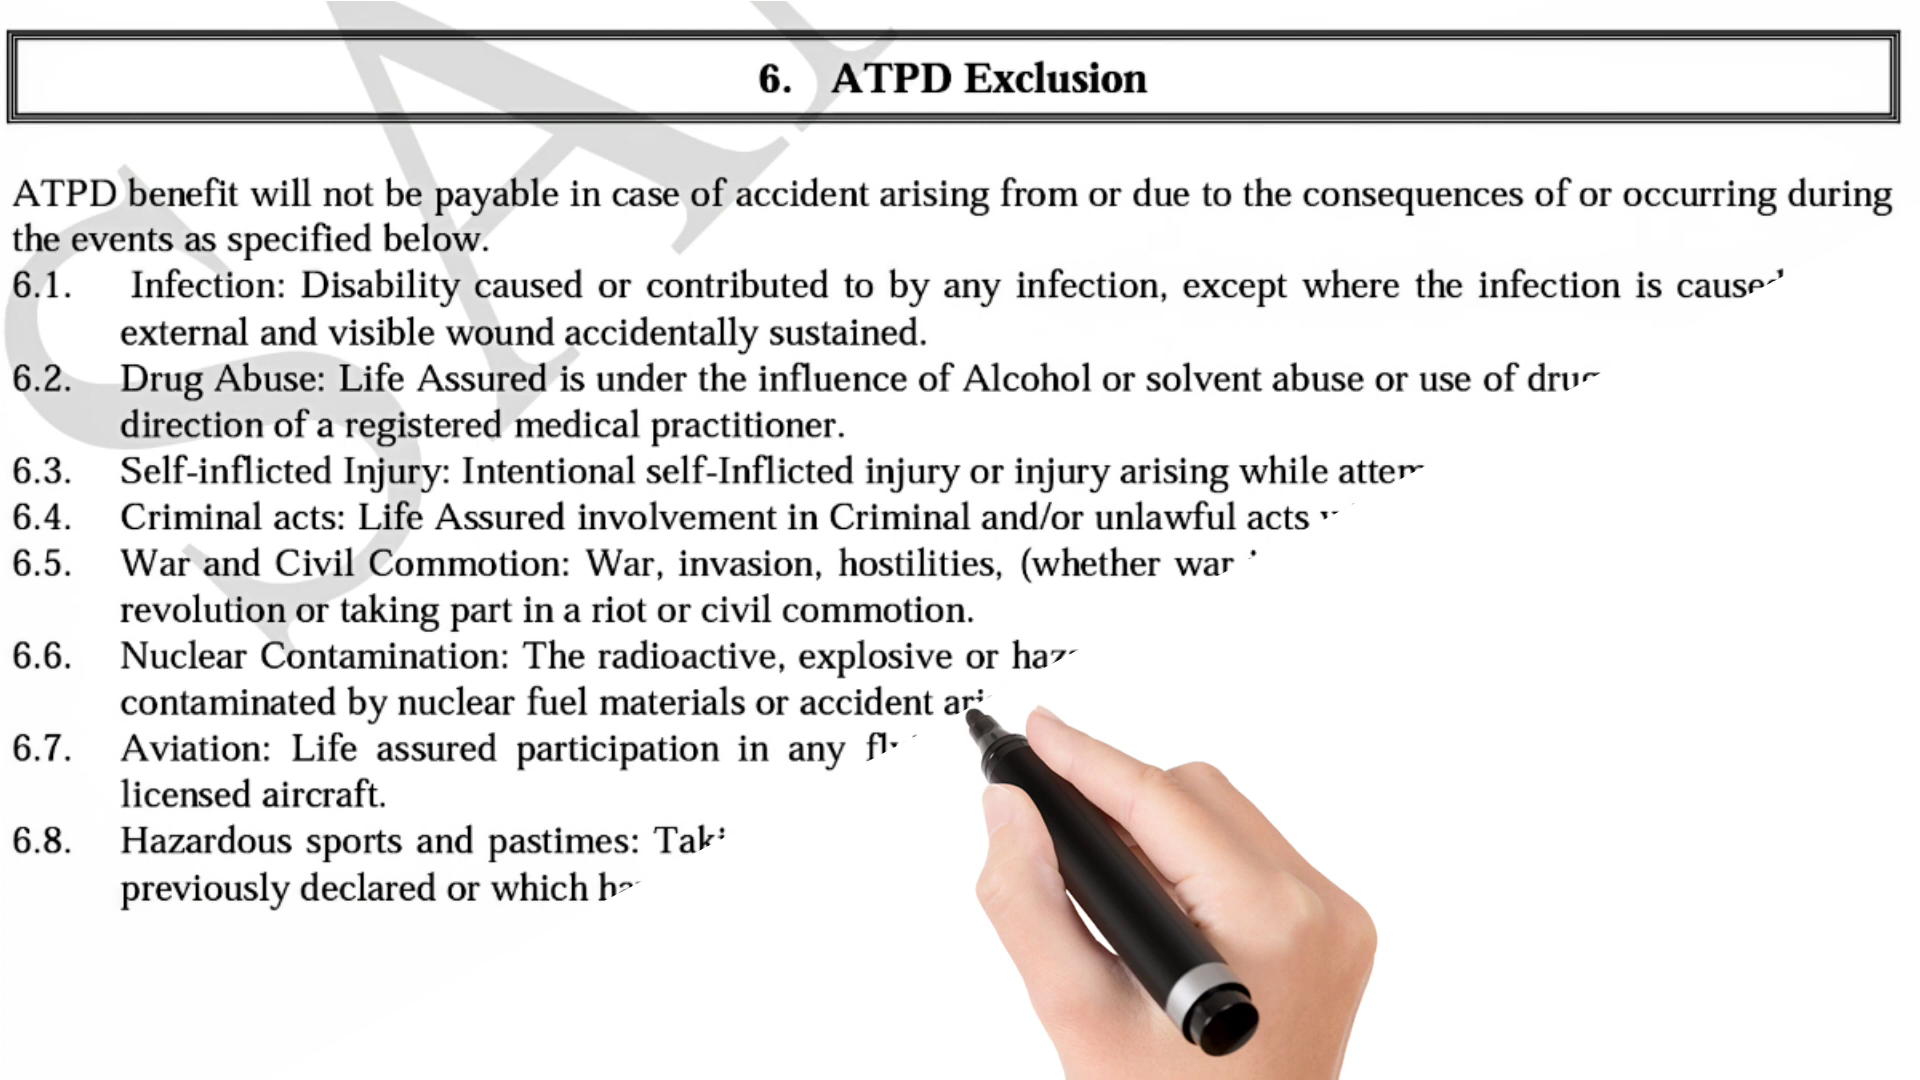 6. ATPD Exclusion
ATPD benefit will not be payable in case of accident arising from or due to the consequences of or occurring during
the events as specified below.
6.1. Infection: Disability caused or contributed to by any infection, except where the infection is
external and visible wound accidentally sustained.
6.2. Drug Abuse: Life Assured is under the influence of Alcohol or solvent abuse or use of
direction of a registered medical practitioner.
6.3. Self-inflicted Injury: Intentional self-Inflicted injury or injury arising while
6.4. Criminal acts: Life Assured involvement in Criminal and/or unlawful acts
6.5. War and Civil Commotion: War, invasion, hostilities, (whether war
revolution or taking part in a riot or civil commotion.
6.6. Nuclear Contamination: The radioactive, explosive or
contaminated by nuclear fuel materials or accident
6.7. Aviation: Life assured participation in any
licensed aircraft.
6.8. Hazardous sports and pastimes:
previously declared or which